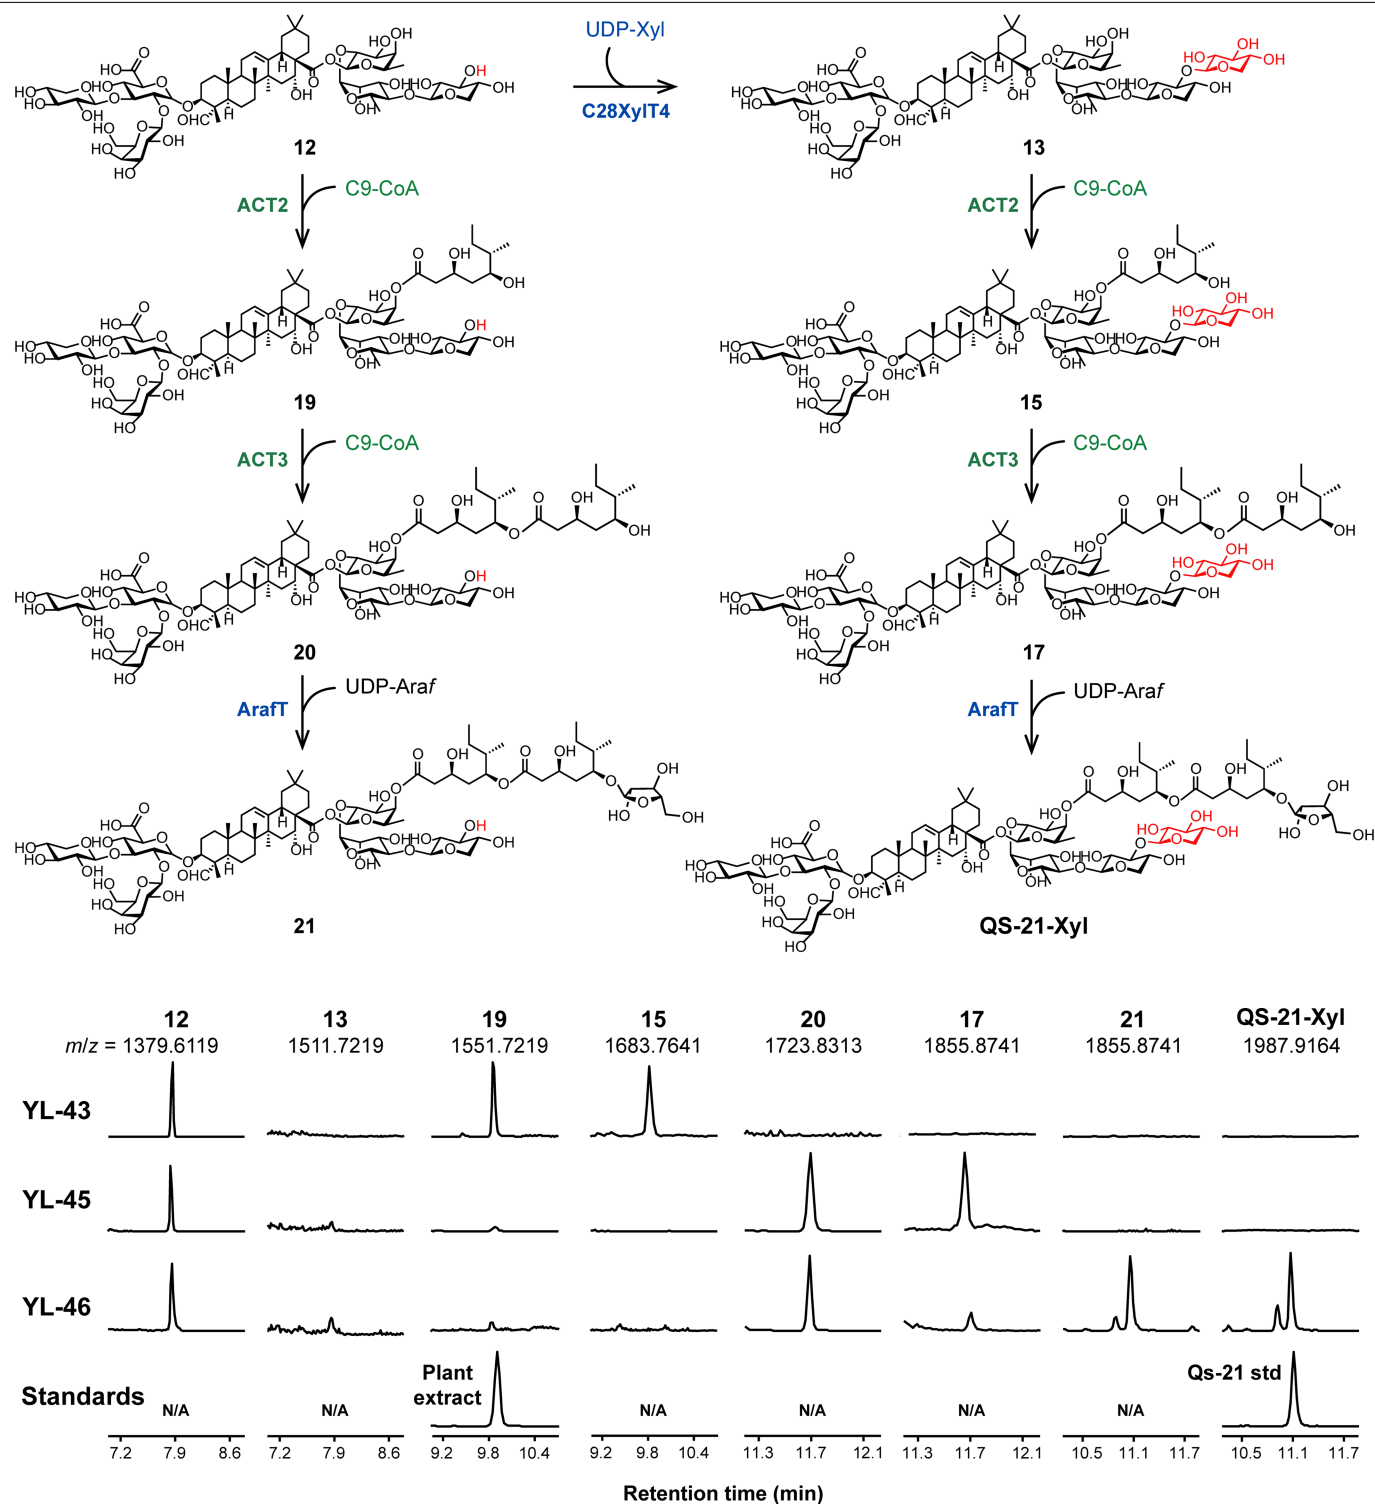 UDP-Xyl
C28XylT4
12
13
ACT2
C9-CoA
ACT2
C9-CoA
19
15
ACT3
C9-CoA
ACT3
C9-CoA
20
17
ArafT
UDP-Araf
ArafT
UDP-Araf
21
QS-21-Xyl
12 13 19 15 20 17 21 QS-21-Xyl
m/z = 1379.6119 1511.7219 1551.7219 1683.7641 1723.8313 1855.8741 1855.8741 1987.9164
YL-43
YL-45
YL-46
Plant
extract
Qs-21 std
Standards
N/A N/A N/A N/A N/A N/A
7.2 7.9 8.6 7.2 7.9 8.6 9.2 9.8 10.4 9.2 9.8 10.4 11.3 11.7 12.1 11.3 11.7 12.1 10.5 11.1 11.7 10.5 11.1 11.7
Retention time (min)